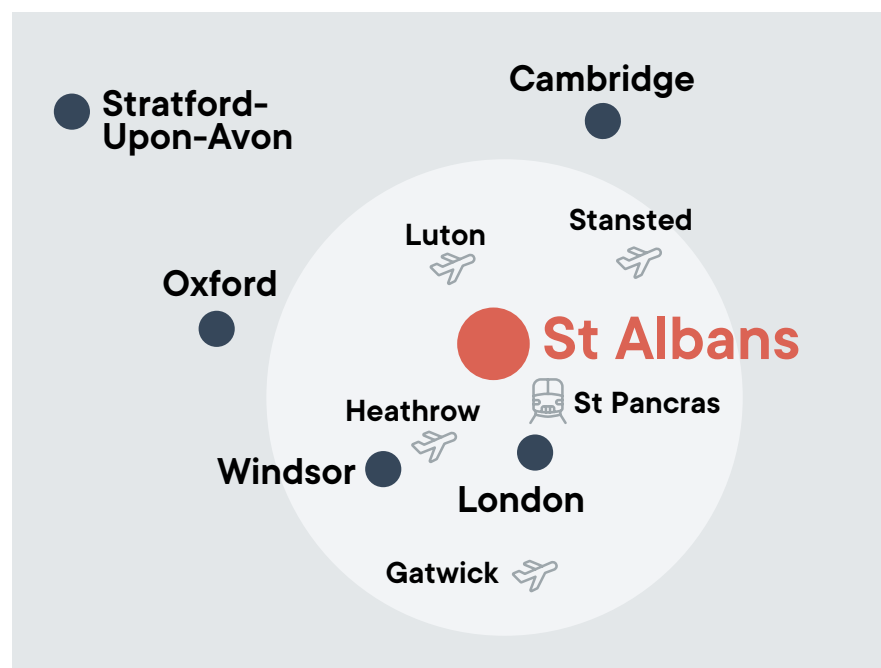 Cambridge
Stratford-
Upon-Avon
Stansted
Luton
Oxford
St Albans
St Pancras
Heathrow
Windsor
London
Gatwick